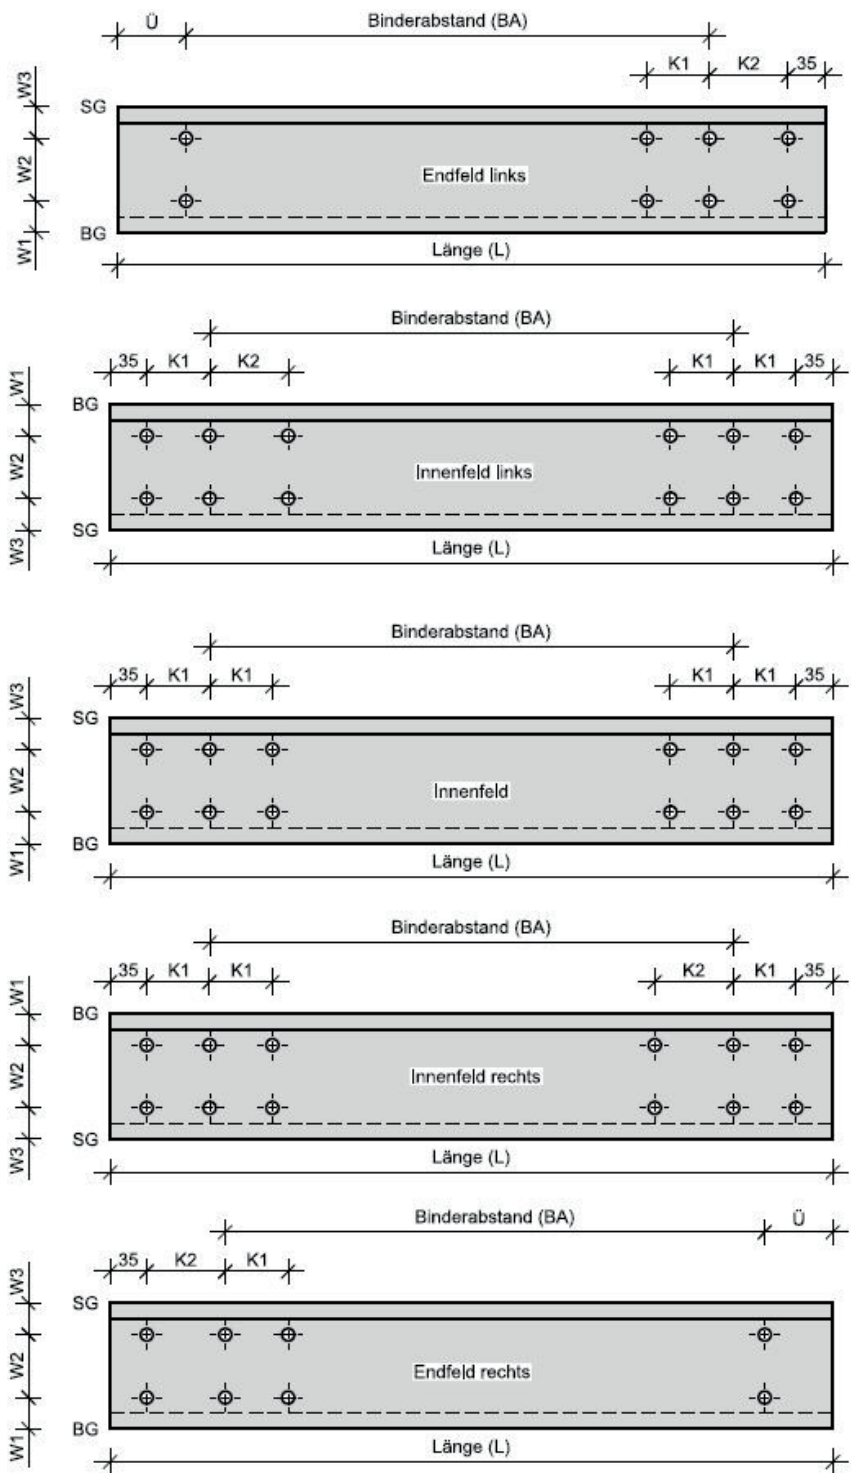 Ü Binderabstand (BA)
K1 K2 35
W3 SG
W2 Endfeld links
W1 BG
Länge (L)
Binderabstand (BA)
35 K1 K2 K1 K1 35
W1 BG
W2 Innenfeld links
W3 SG
Länge (L)
Binderabstand (BA)
35 K1 K1 K1 K1 35
W3 SG
W2 Innenfeld
W1 BG
Länge (L)
Binderabstand (BA)
35 K1 K1 K2 K1 35
W1 BG
W2 Innenfeld rechts
W3 SG
Länge (L)
Binderabstand (BA) Ü
35 K2 K1
W3 SG
W2 Endfeld rechts
W1 BG
Länge (L)